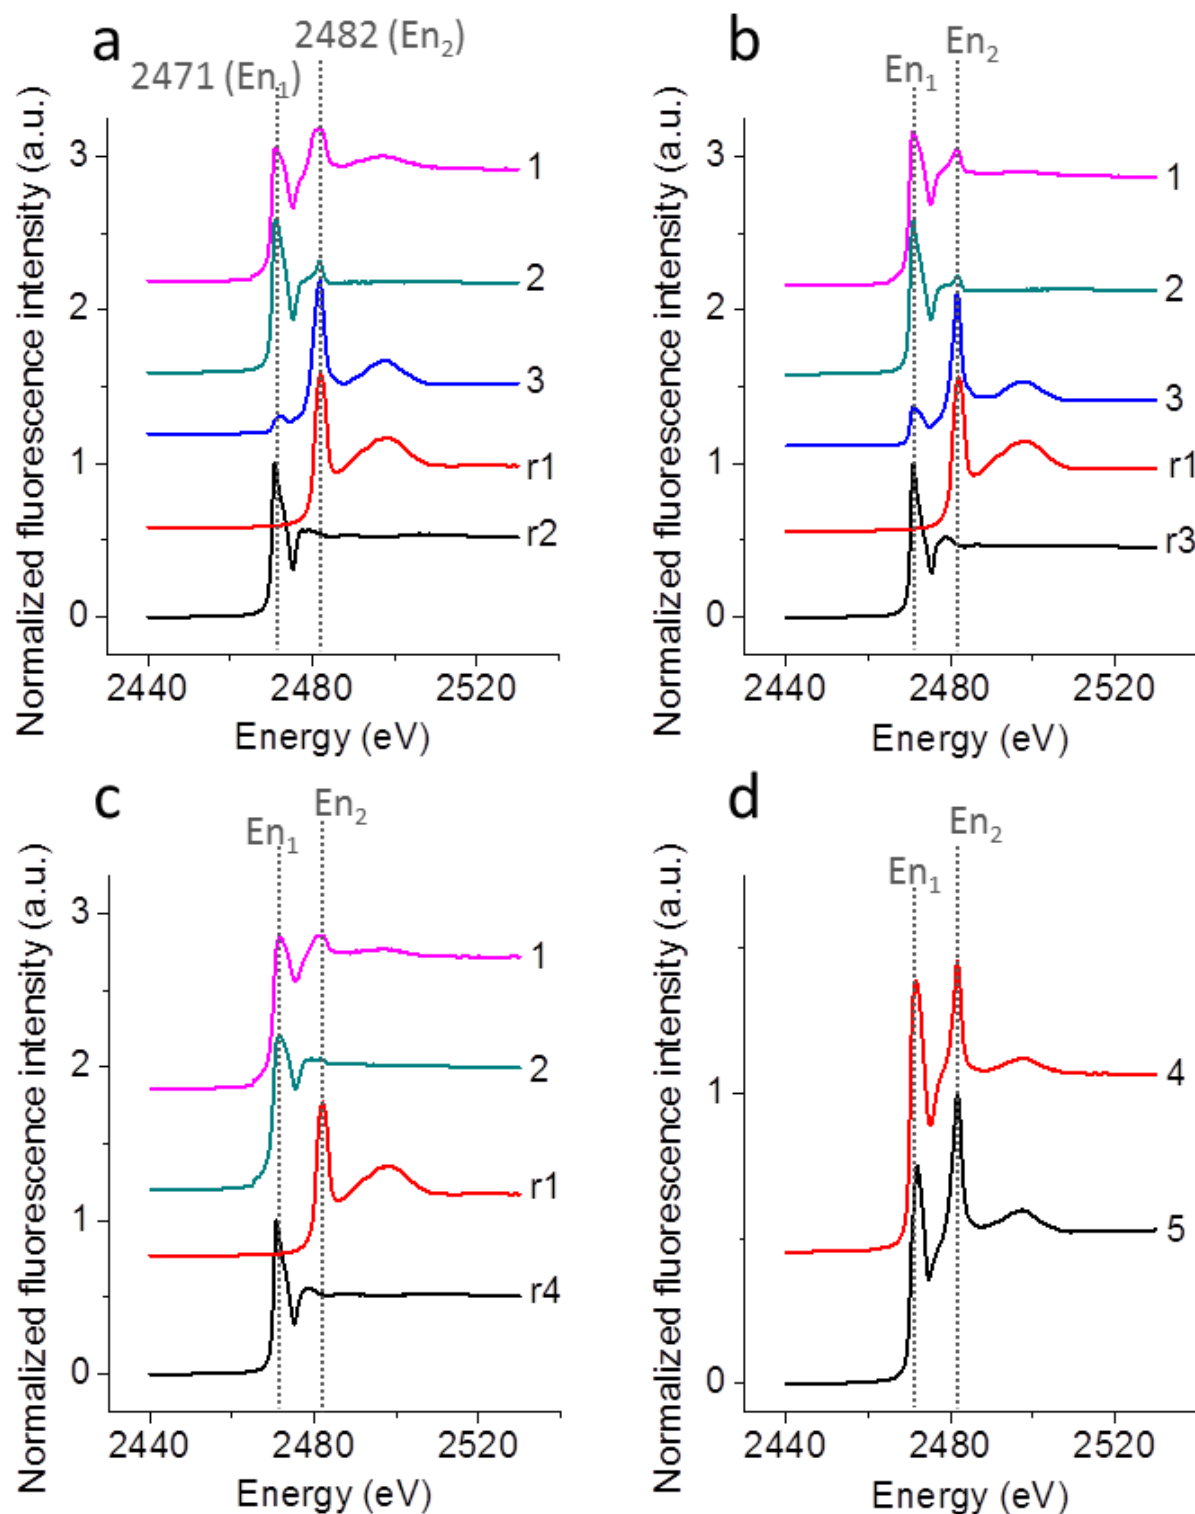 a
2471 (En₁)
2482 (En₂)
Normalized fluorescence intensity (a.u.)
3
2
1
0
1
2
3
r1
r2
2440
2480
2520
Energy (eV)
b
En₁
En₂
Normalized fluorescence intensity (a.u.)
3
2
1
0
1
2
3
r1
r3
2440
2480
2520
Energy (eV)
c
En₁
En₂
Normalized fluorescence intensity (a.u.)
3
2
1
0
1
2
r1
r4
2440
2480
2520
Energy (eV)
d
En₁
En₂
Normalized fluorescence intensity (a.u.)
1
0
4
5
2440
2480
2520
Energy (eV)